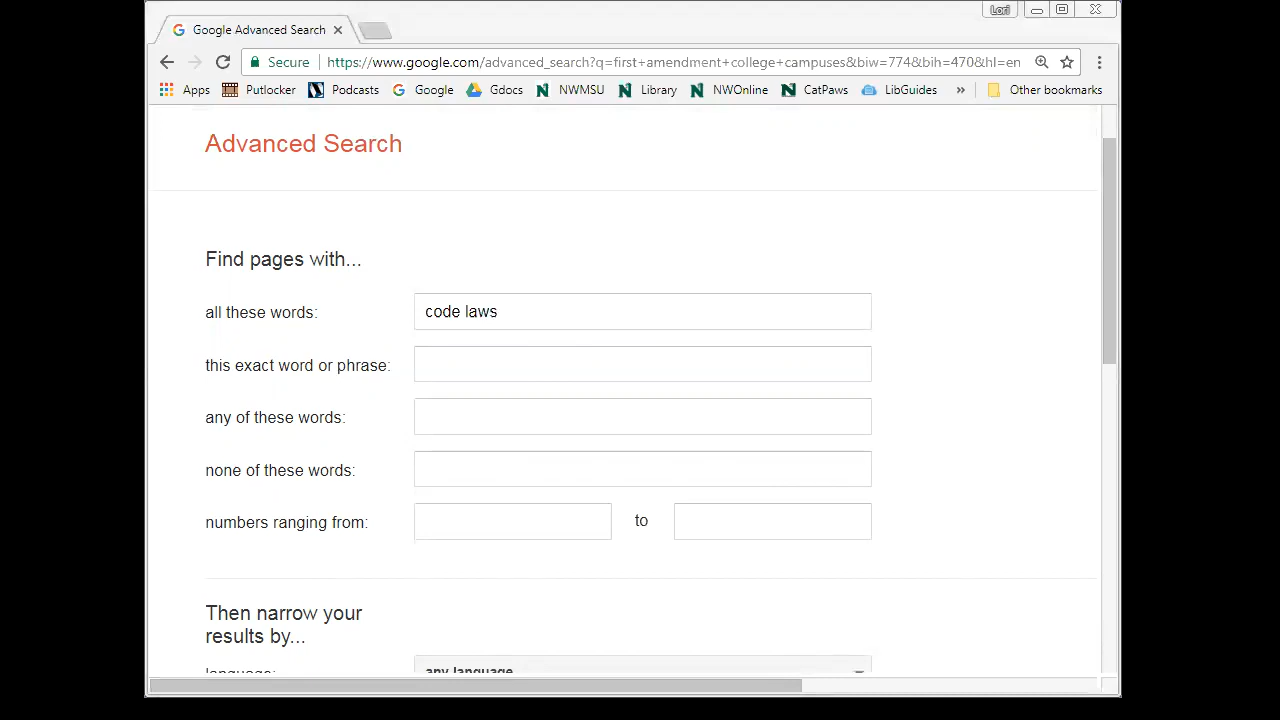 Lori
Google Advanced Search
Secure https://www.google.com/advanced_search?q=first+amendment+college+campuses&biw=774&bih=470&hl=en
Apps Putlocker Podcasts Google Gdocs NWMSU Library NWOnline CatPaws LibGuides » Other bookmarks
Advanced Search
Find pages with...
all these words: code laws
this exact word or phrase:
any of these words:
none of these words:
numbers ranging from: to
Then narrow your
results by...
language: any language